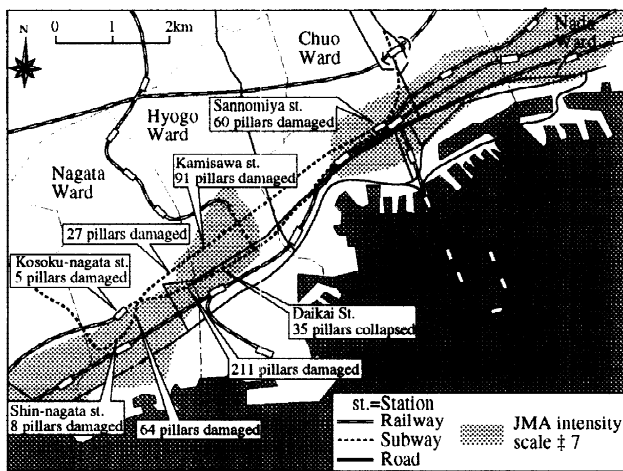 N
0 1 2km
Chuo
Ward
Nada
Ward
Sannomiya st.
60 pillars damaged
Hyogo
Ward
Kamisawa st.
91 pillars damaged
Nagata
Ward
27 pillars damaged
Kosoku-nagata st.
5 pillars damaged
Daikai St.
35 pillars collapsed
211 pillars damaged
Shin-nagata st.
8 pillars damaged
64 pillars damaged
st.=Station
Railway
Subway
Road
JMA intensity
scale ‡ 7